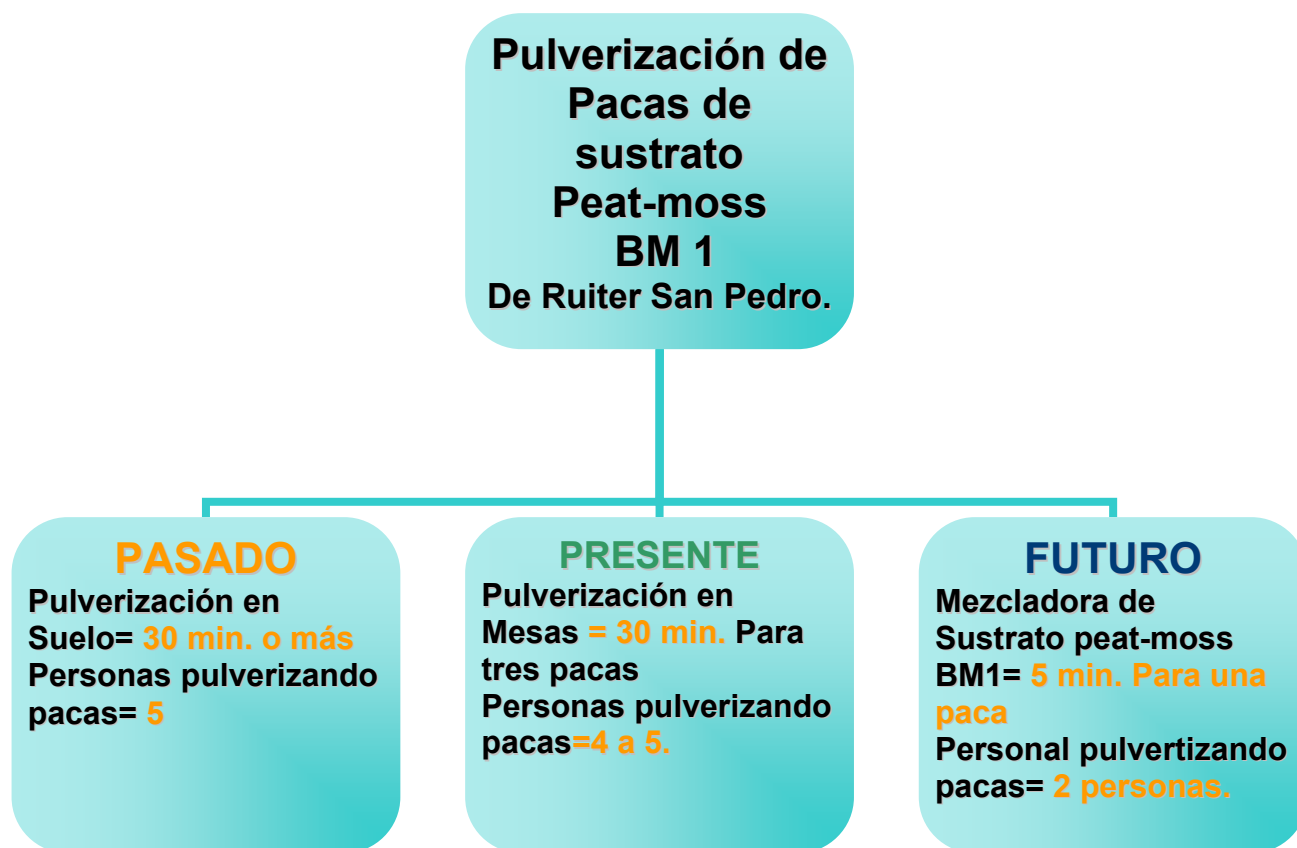 Pulverización de
Pacas de
sustrato
Peat-moss
BM 1
De Ruiter San Pedro.
PASADO
Pulverización en
Suelo= 30 min. o más
Personas pulverizando
pacas= 5
PRESENTE
Pulverización en
Mesas = 30 min. Para
tres pacas
Personas pulverizando
pacas=4 a 5.
FUTURO
Mezcladora de
Sustrato peat-moss
BM1= 5 min. Para una
paca
Personal pulvertizando
pacas= 2 personas.